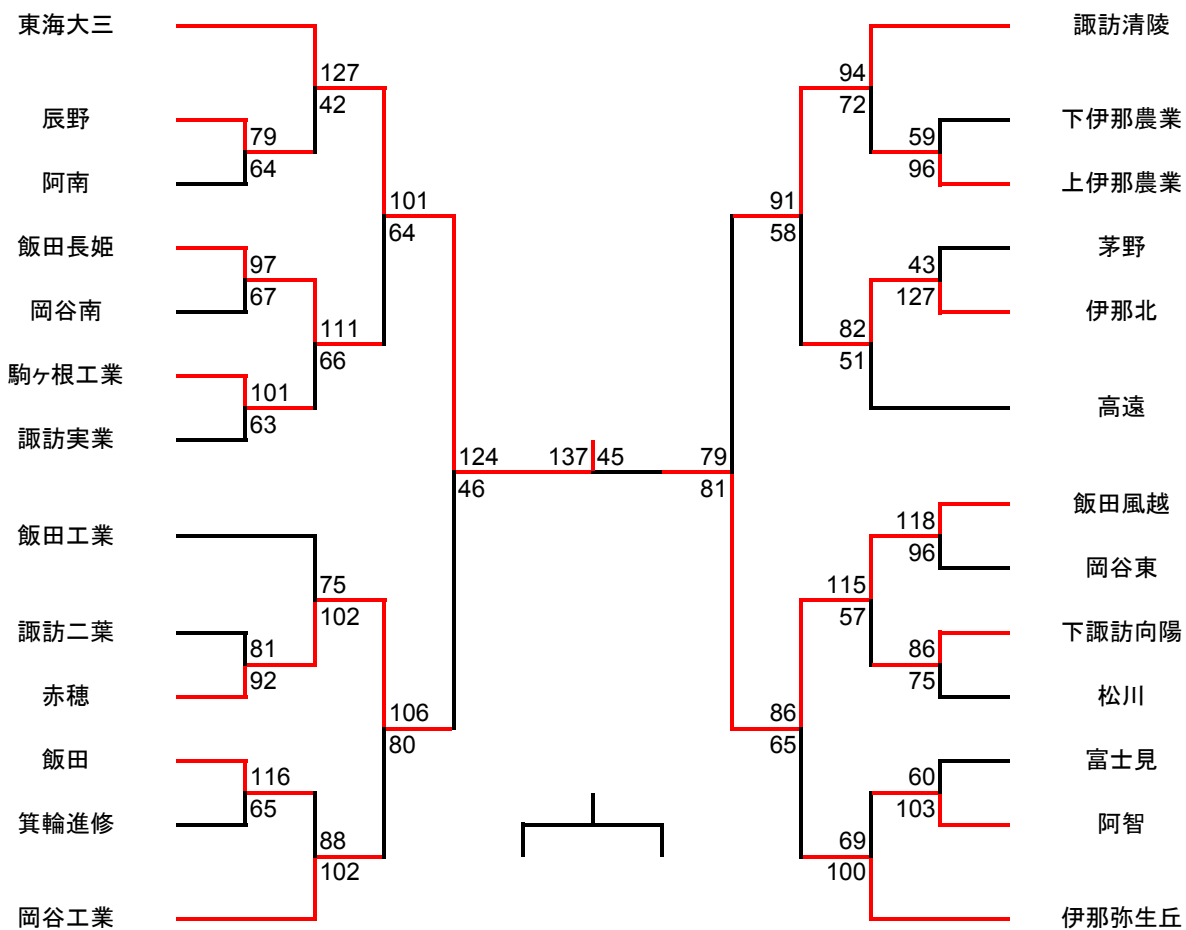 東海大三
127
42
辰野
79
64
阿南
101
64
飯田長姫
97
67
岡谷南
111
66
駒ヶ根工業
101
63
諏訪実業
124
46
飯田工業
75
102
諏訪二葉
81
92
赤穂
106
80
飯田
116
65
箕輪進修
88
102
岡谷工業
137 45
諏訪清陵
94
72
下伊那農業
59
96
上伊那農業
91
58
茅野
43
127
伊那北
82
51
高遠
79
81
飯田風越
118
96
岡谷東
115
57
下諏訪向陽
86
75
松川
86
65
富士見
60
103
阿智
69
100
伊那弥生丘